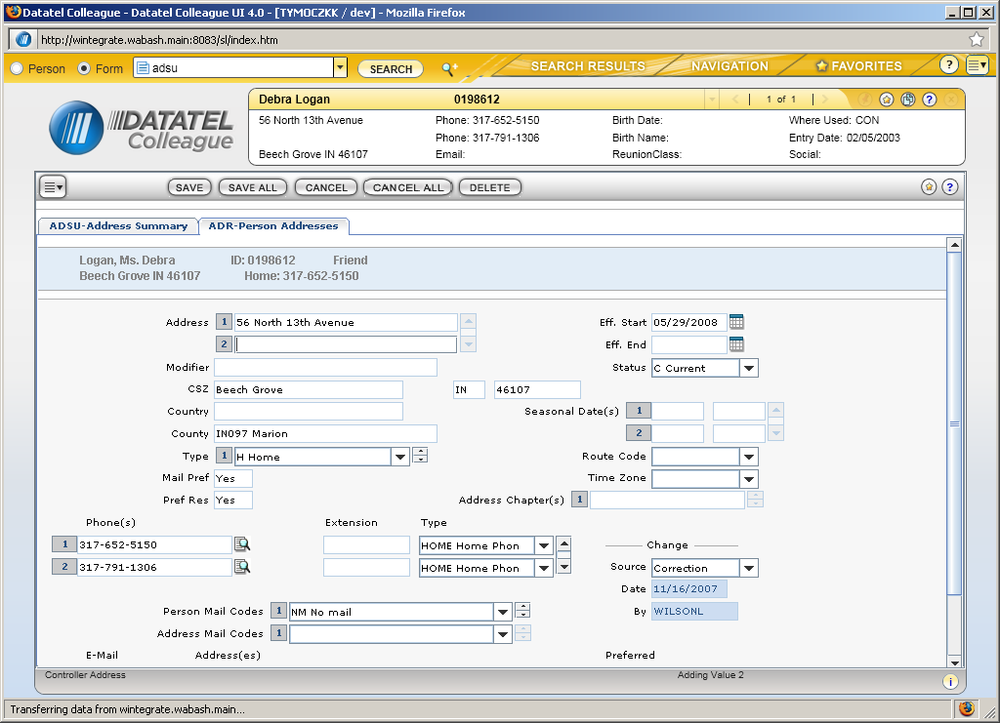 Datatel Colleague - Datatel Colleague UI 4.0 - [TYMOCZKK / dev] - Mozilla Firefox
http://wintegrate.wabash.main:8083/sl/index.htm
Person Form adsu SEARCH SEARCH RESULTS NAVIGATION FAVORITES ?
DATATEL
Colleague
Debra Logan 0198612 1 of 1 ?
56 North 13th Avenue Phone: 317-652-5150 Birth Date: Where Used: CON
Phone: 317-791-1306 Birth Name: Entry Date: 02/05/2003
Beech Grove IN 46107 Email: ReunionClass: Social:
SAVE SAVE ALL CANCEL CANCEL ALL DELETE ?
ADSU-Address Summary ADR-Person Addresses
Logan, Ms. Debra ID: 0198612 Friend
Beech Grove IN 46107 Home: 317-652-5150
Address 1 56 North 13th Avenue Eff. Start 05/29/2008
2 Eff. End
Modifier Status C Current
CSZ Beech Grove IN 46107
Country Seasonal Date(s) 1
County IN097 Marion 2
Type 1 H Home Route Code
Mail Pref Yes Time Zone
Pref Res Yes Address Chapter(s) 1
Phone(s) Extension Type
1 317-652-5150 HOME Home Phon Change
2 317-791-1306 HOME Home Phon Source Correction
Date 11/16/2007
Person Mail Codes 1 NM No mail By WILSONL
Address Mail Codes 1
E-Mail Address(es) Preferred
Controller Address Adding Value 2
i
Transferring data from wintegrate.wabash.main...